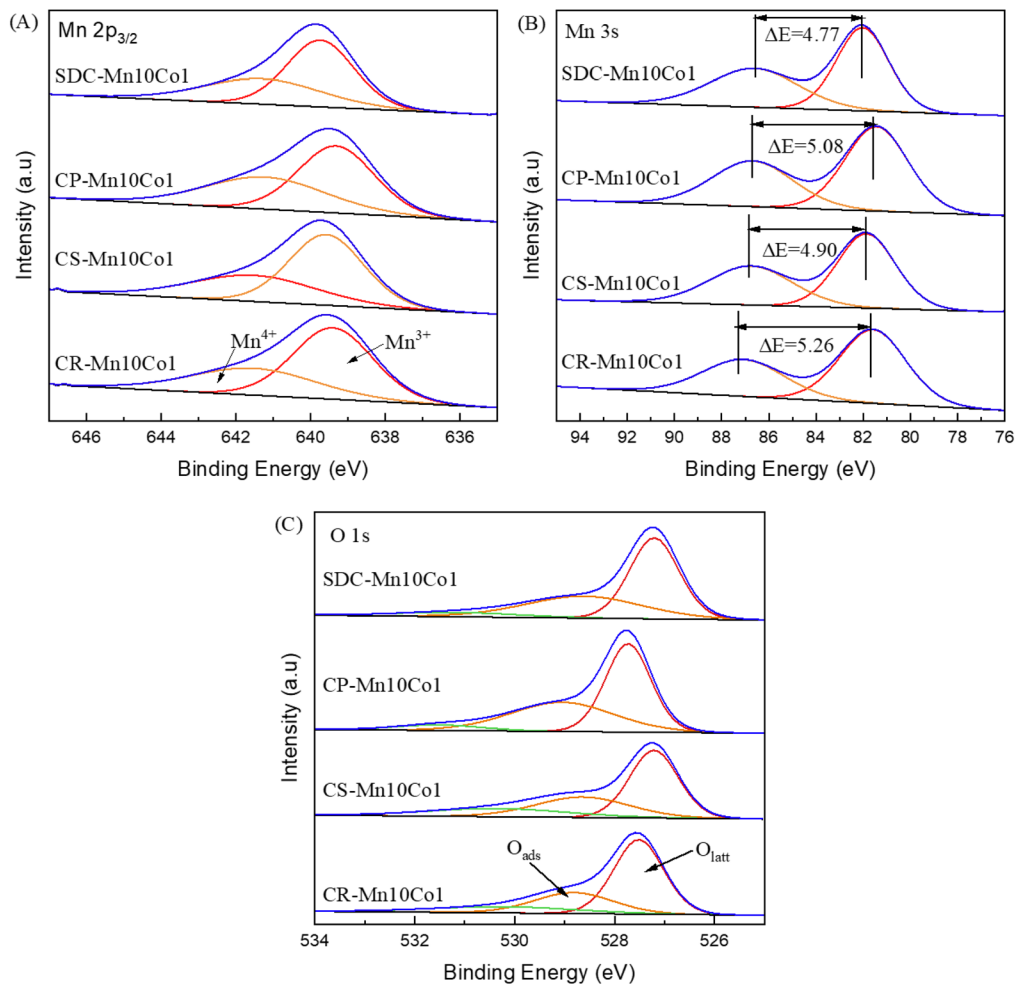 (A)
Mn 2p3/2
SDC-Mn10Co1
CP-Mn10Co1
CS-Mn10Co1
CR-Mn10Co1
Mn4+
Mn3+
Intensity (a.u)
646 644 642 640 638 636
Binding Energy (eV)
(B)
Mn 3s
SDC-Mn10Co1
ΔE=4.77
CP-Mn10Co1
ΔE=5.08
CS-Mn10Co1
ΔE=4.90
CR-Mn10Co1
ΔE=5.26
Intensity (a.u)
94 92 90 88 86 84 82 80 78 76
Binding Energy (eV)
(C)
O 1s
SDC-Mn10Co1
CP-Mn10Co1
CS-Mn10Co1
CR-Mn10Co1
Oads
Olatt
Intensity (a.u)
534 532 530 528 526
Binding Energy (eV)